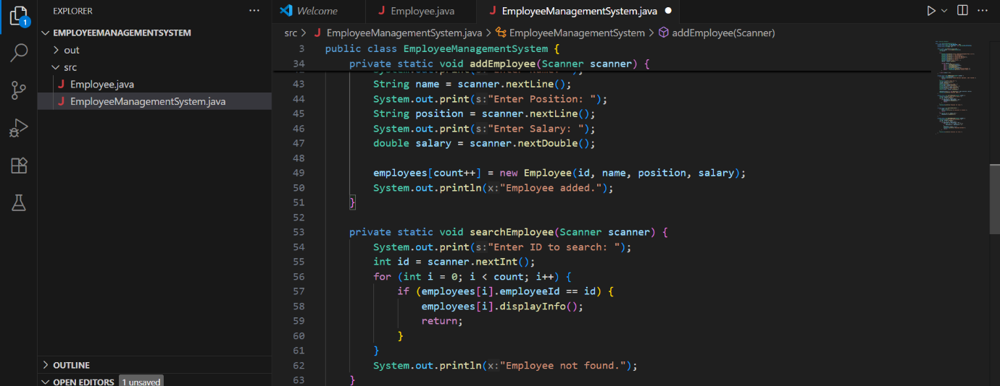 EXPLORER
Welcome
Employee.java
EmployeeManagementSystem.java
1
EMPLOYEEMANAGEMENTSYSTEM
out
src
Employee.java
EmployeeManagementSystem.java
src > EmployeeManagementSystem.java > EmployeeManagementSystem > addEmployee(Scanner)
3 public class EmployeeManagementSystem {
34 private static void addEmployee(Scanner scanner) {
43 String name = scanner.nextLine();
44 System.out.print(s:"Enter Position: ");
45 String position = scanner.nextLine();
46 System.out.print(s:"Enter Salary: ");
47 double salary = scanner.nextDouble();
48
49 employees[count++] = new Employee(id, name, position, salary);
50 System.out.println(x:"Employee added.");
51 }
52
53 private static void searchEmployee(Scanner scanner) {
54 System.out.print(s:"Enter ID to search: ");
55 int id = scanner.nextInt();
56 for (int i = 0; i < count; i++) {
57 if (employees[i].employeeId == id) {
58 employees[i].displayInfo();
59 return;
60 }
61 }
62 System.out.println(x:"Employee not found.");
63 }
OUTLINE
OPEN EDITORS 1 unsaved